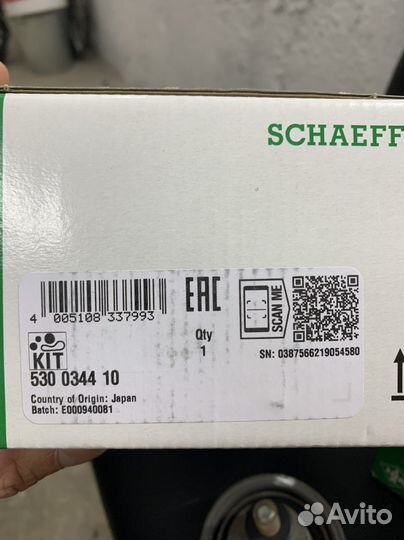 SCHAEFF
4 005108 337993
EAC
SCAN ME
Qty
1
SN: 0387566219054580
KIT
530 0344 10
Country of Origin: Japan
Batch: E000940081
Avito